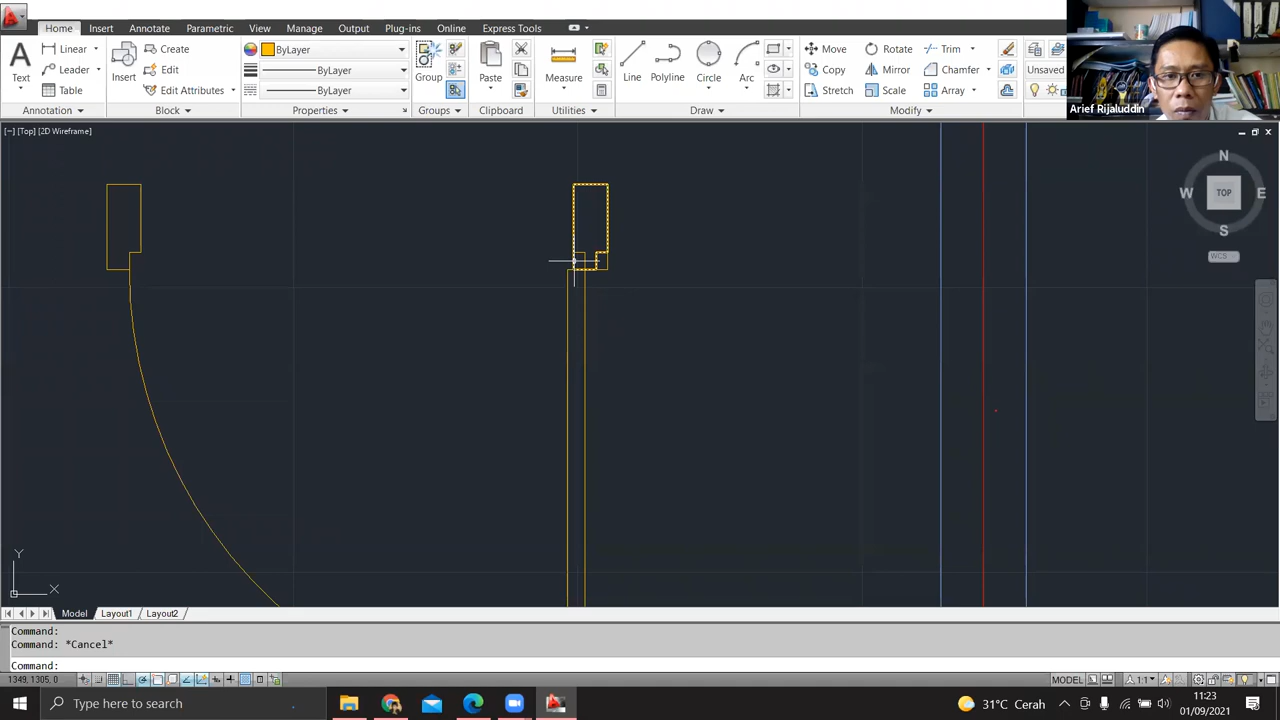 Home Insert Annotate Parametric View Manage Output Plug-ins Online Express Tools
Text Linear Leader Table
Insert Create Edit Edit Attributes
ByLayer
ByLayer
ByLayer
Group
Paste
Measure
Line Polyline Circle Arc
Move Rotate Trim
Copy Mirror Chamfer
Stretch Scale Array
Unsaved
Annotation Block Properties Groups Clipboard Utilities Draw Modify
Arief Rijaluddin
[−] [Top] [2D Wireframe]
N
W TOP E
S
WCS
Y
X
Model Layout1 Layout2
Command:
Command: *Cancel*
Command:
1349, 1305, 0
MODEL 1:1
Type here to search
31°C Cerah
11:23
01/09/2021